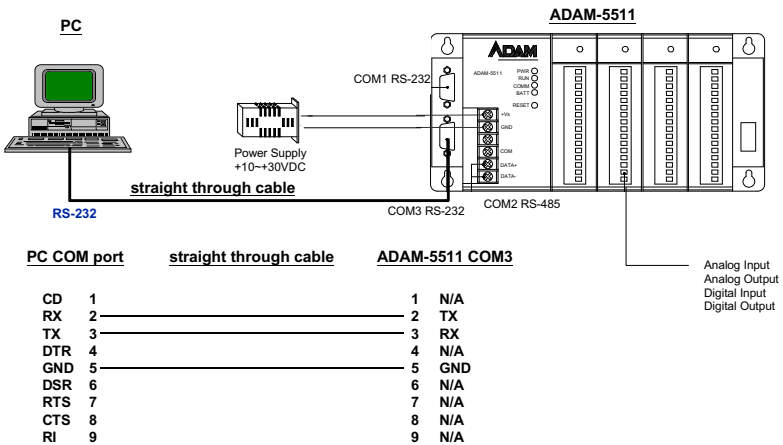 PC
ADAM-5511
ADAM
ADAM-5511
PWR
RUN
COMM
BATT
RESET
COM1 RS-232
+Vs
GND
COM
DATA+
DATA-
Power Supply
+10~+30VDC
straight through cable
RS-232
COM3 RS-232
COM2 RS-485
Analog Input
Analog Output
Digital Input
Digital Output
PC COM port straight through cable ADAM-5511 COM3
CD 1 1 N/A
RX 2 2 TX
TX 3 3 RX
DTR 4 4 N/A
GND 5 5 GND
DSR 6 6 N/A
RTS 7 7 N/A
CTS 8 8 N/A
RI 9 9 N/A